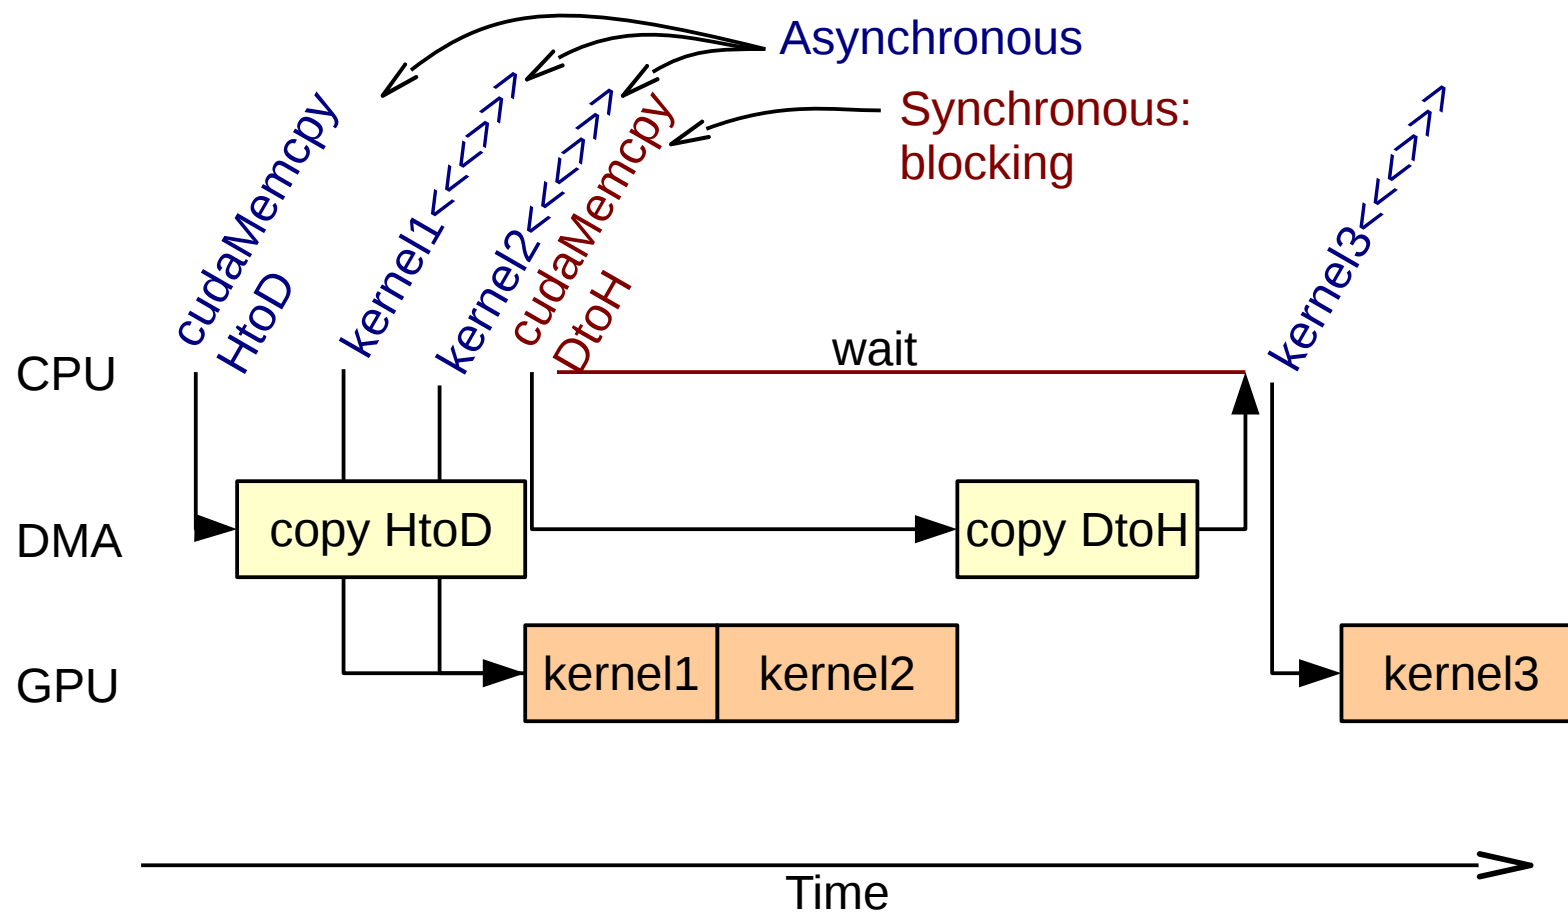 Asynchronous
Synchronous:
blocking
cudaMemcpy
HtoD
kernel1<<<>>>
kernel2<<<>>>
cudaMemcpy
DtoH
kernel3<<<>>>
CPU
wait
DMA
copy HtoD
copy DtoH
GPU
kernel1
kernel2
kernel3
Time